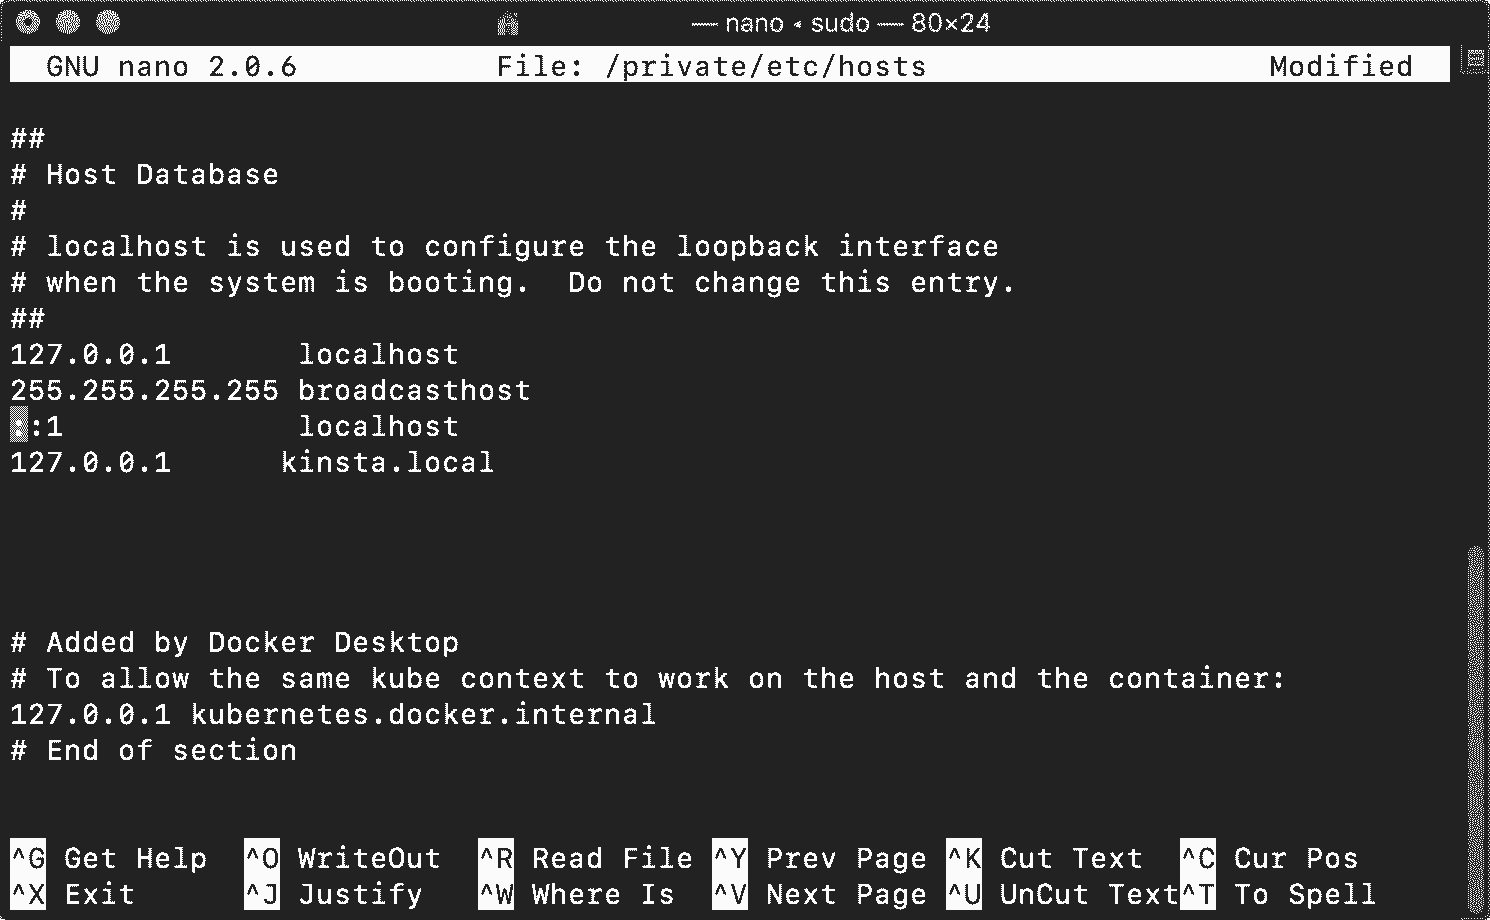 — nano ◂ sudo — 80×24
GNU nano 2.0.6 File: /private/etc/hosts Modified
##
# Host Database
#
# localhost is used to configure the loopback interface
# when the system is booting.  Do not change this entry.
##
127.0.0.1       localhost
255.255.255.255 broadcasthost
::1             localhost
127.0.0.1      kinsta.local
# Added by Docker Desktop
# To allow the same kube context to work on the host and the container:
127.0.0.1 kubernetes.docker.internal
# End of section
^G Get Help  ^O WriteOut  ^R Read File ^Y Prev Page ^K Cut Text  ^C Cur Pos
^X Exit      ^J Justify   ^W Where Is  ^V Next Page ^U UnCut Text^T To Spell